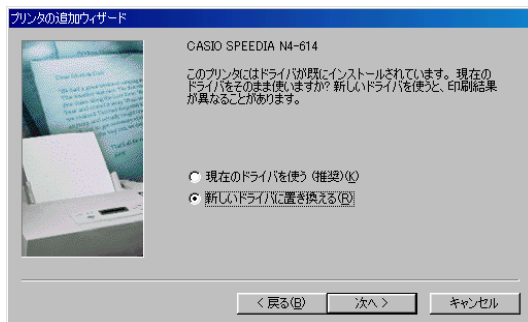 プリンタの追加ウィザード
CASIO SPEEDIA N4-614
このプリンタにはドライバが既にインストールされています。現在の
ドライバをそのまま使いますか? 新しいドライバを使うと、印刷結果
が異なることがあります。
現在のドライバを使う (推奨)(K)
新しいドライバに置き換える(R)
< 戻る(B)
次へ >
キャンセル